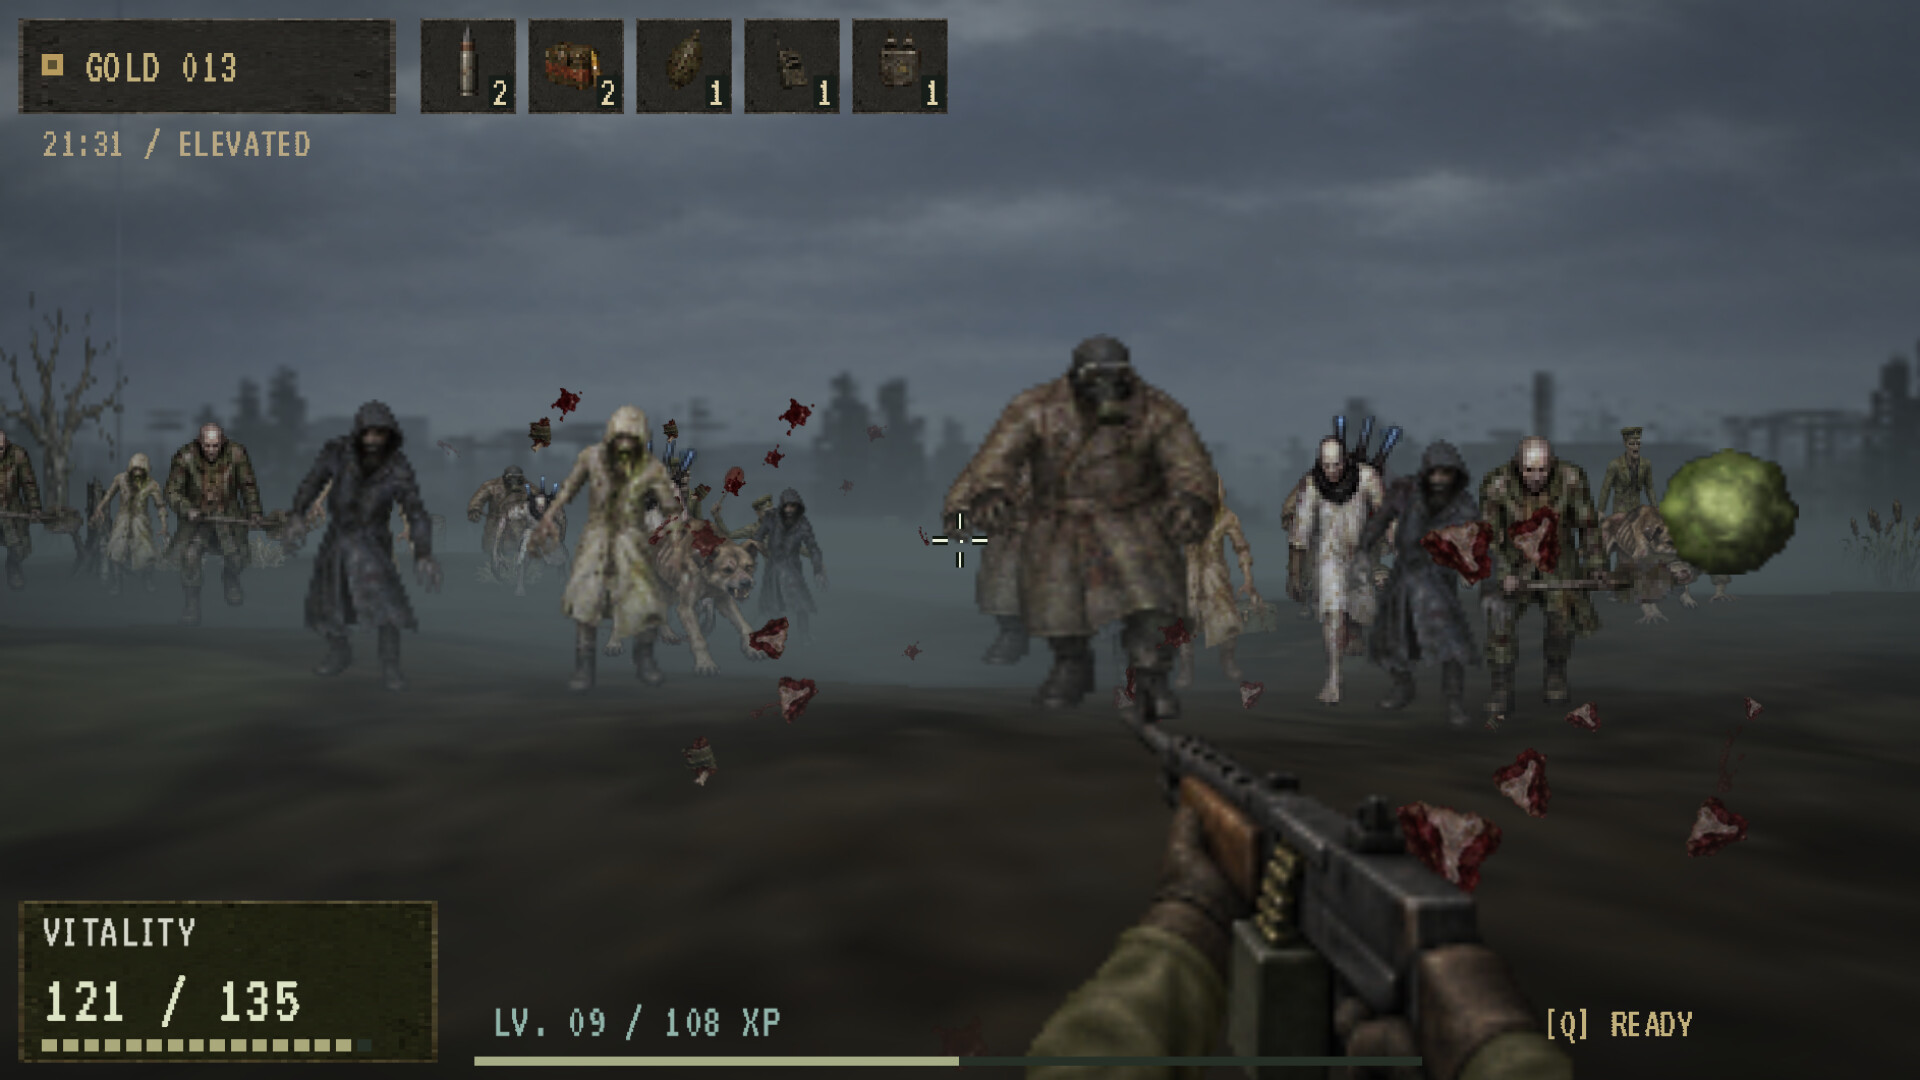 GOLD 013
2
2
1
1
1
21:31 / ELEVATED
VITALITY
121 / 135
LV. 09 / 108 XP
[Q] READY